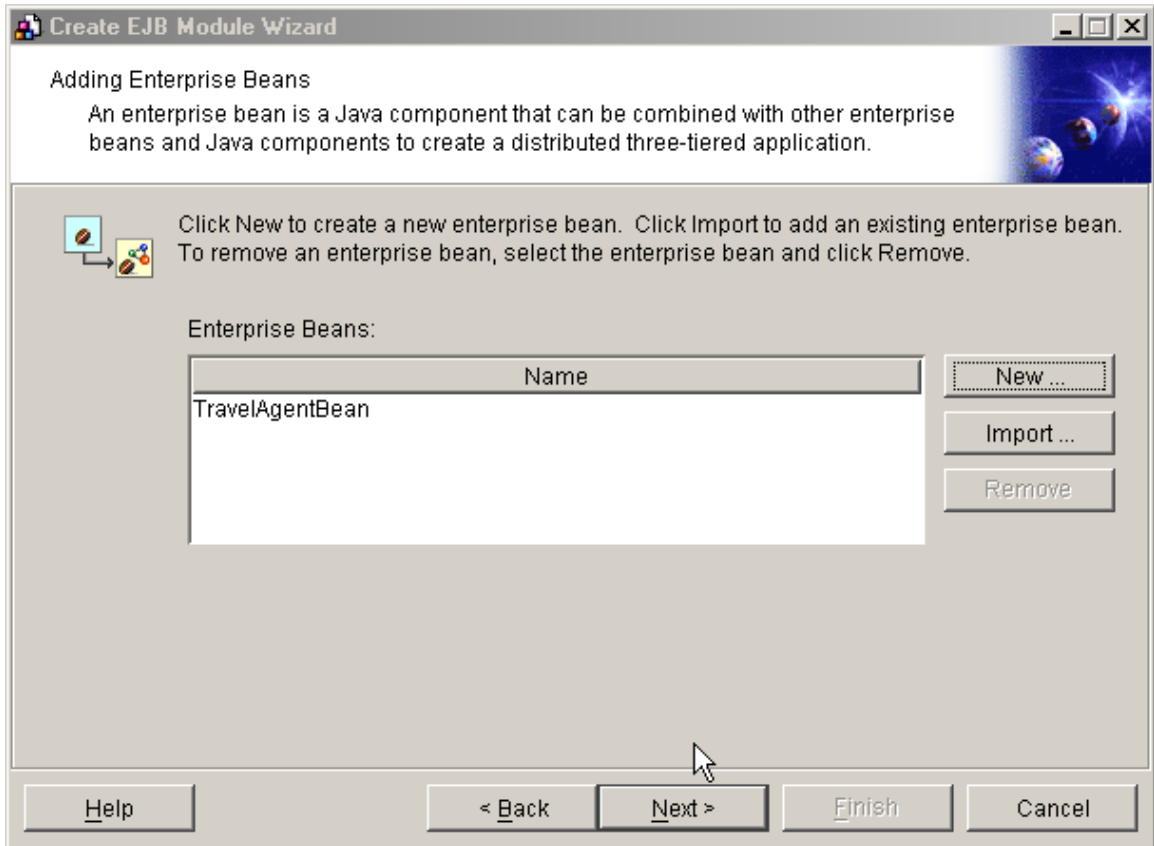 Create EJB Module Wizard
Adding Enterprise Beans
An enterprise bean is a Java component that can be combined with other enterprise
beans and Java components to create a distributed three-tiered application.
Click New to create a new enterprise bean.  Click Import to add an existing enterprise bean.
To remove an enterprise bean, select the enterprise bean and click Remove.
Enterprise Beans:
Name
New ...
TravelAgentBean
Import ...
Remove
Help
< Back
Next >
Finish
Cancel